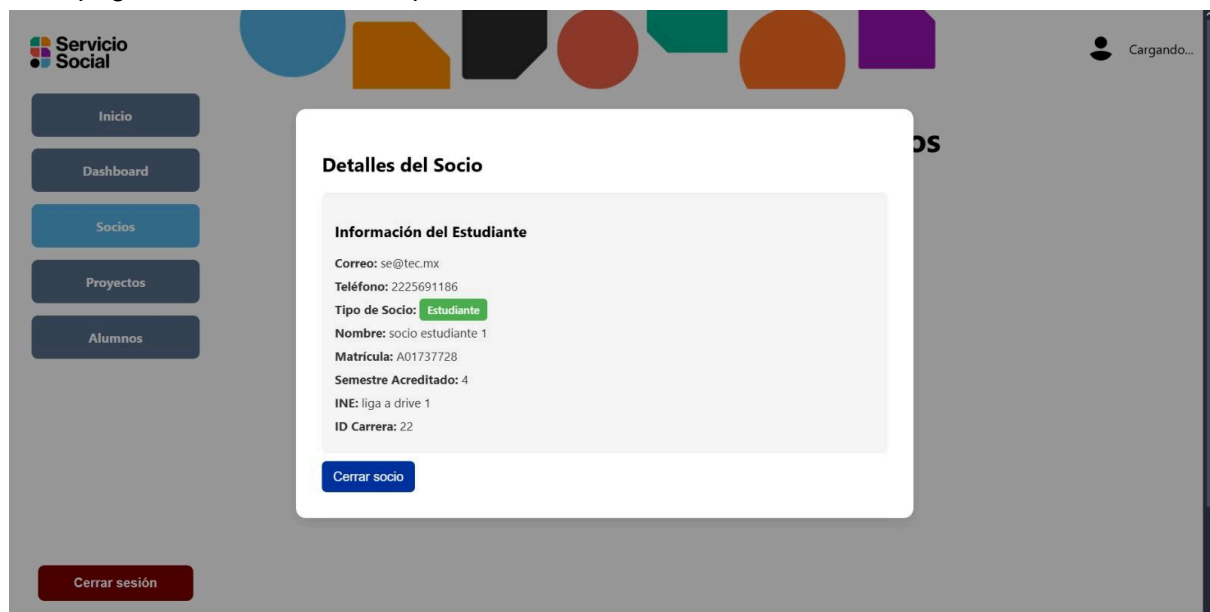 Servicio
Social
Cargando...
Inicio
Dashboard
Socios
Proyectos
Alumnos
Cerrar sesión
os
Detalles del Socio
Información del Estudiante
Correo: se@tec.mx
Teléfono: 2225691186
Tipo de Socio: Estudiante
Nombre: socio estudiante 1
Matrícula: A01737728
Semestre Acreditado: 4
INE: liga a drive 1
ID Carrera: 22
Cerrar socio